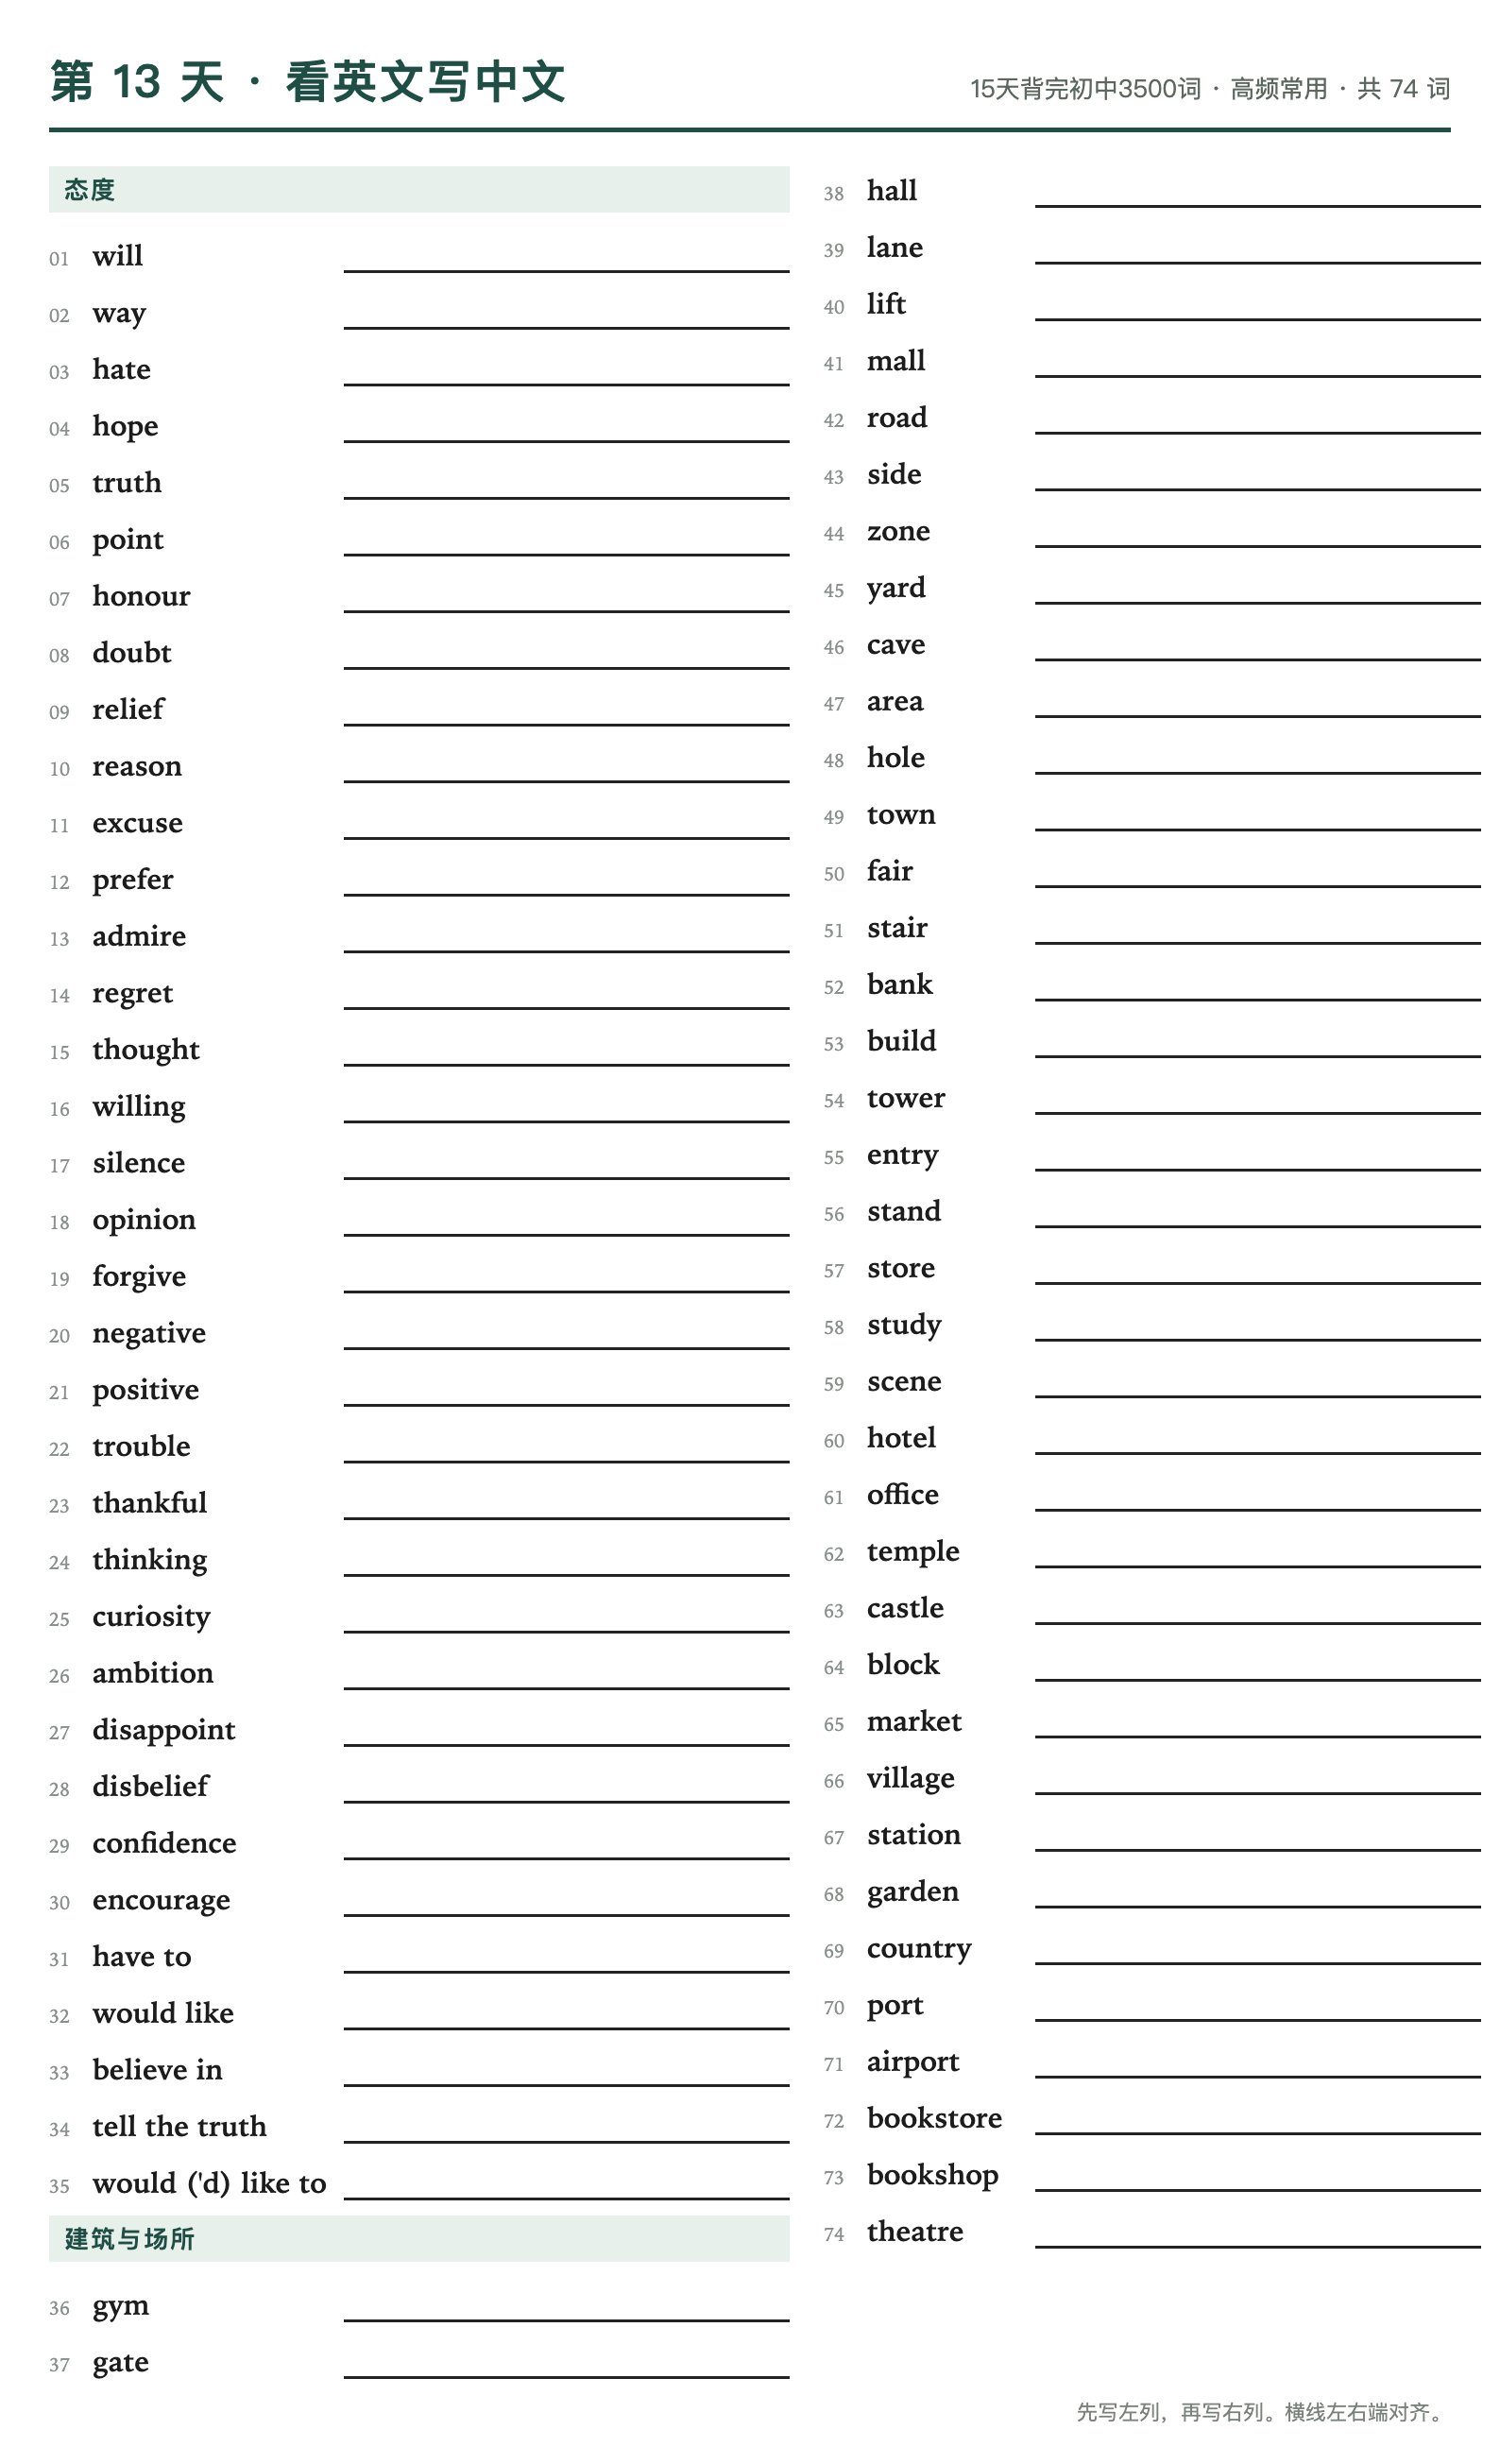 第 13 天 · 看英文写中文
15天背完初中3500词 · 高频常用 · 共 74 词
态度
01 will
02 way
03 hate
04 hope
05 truth
06 point
07 honour
08 doubt
09 relief
10 reason
11 excuse
12 prefer
13 admire
14 regret
15 thought
16 willing
17 silence
18 opinion
19 forgive
20 negative
21 positive
22 trouble
23 thankful
24 thinking
25 curiosity
26 ambition
27 disappoint
28 disbelief
29 confidence
30 encourage
31 have to
32 would like
33 believe in
34 tell the truth
35 would ('d) like to
建筑与场所
36 gym
37 gate
38 hall
39 lane
40 lift
41 mall
42 road
43 side
44 zone
45 yard
46 cave
47 area
48 hole
49 town
50 fair
51 stair
52 bank
53 build
54 tower
55 entry
56 stand
57 store
58 study
59 scene
60 hotel
61 office
62 temple
63 castle
64 block
65 market
66 village
67 station
68 garden
69 country
70 port
71 airport
72 bookstore
73 bookshop
74 theatre
先写左列，再写右列。横线左右端对齐。